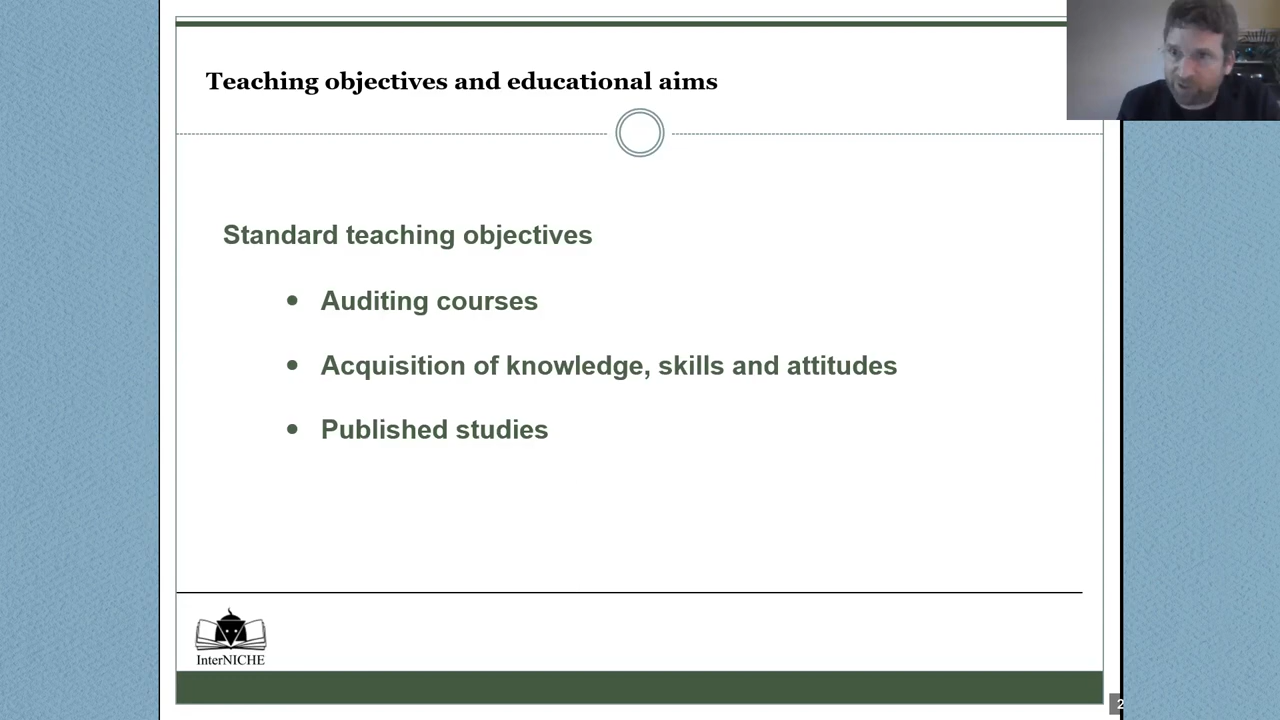 Teaching objectives and educational aims
Standard teaching objectives
• Auditing courses
• Acquisition of knowledge, skills and attitudes
• Published studies
InterNICHE
2